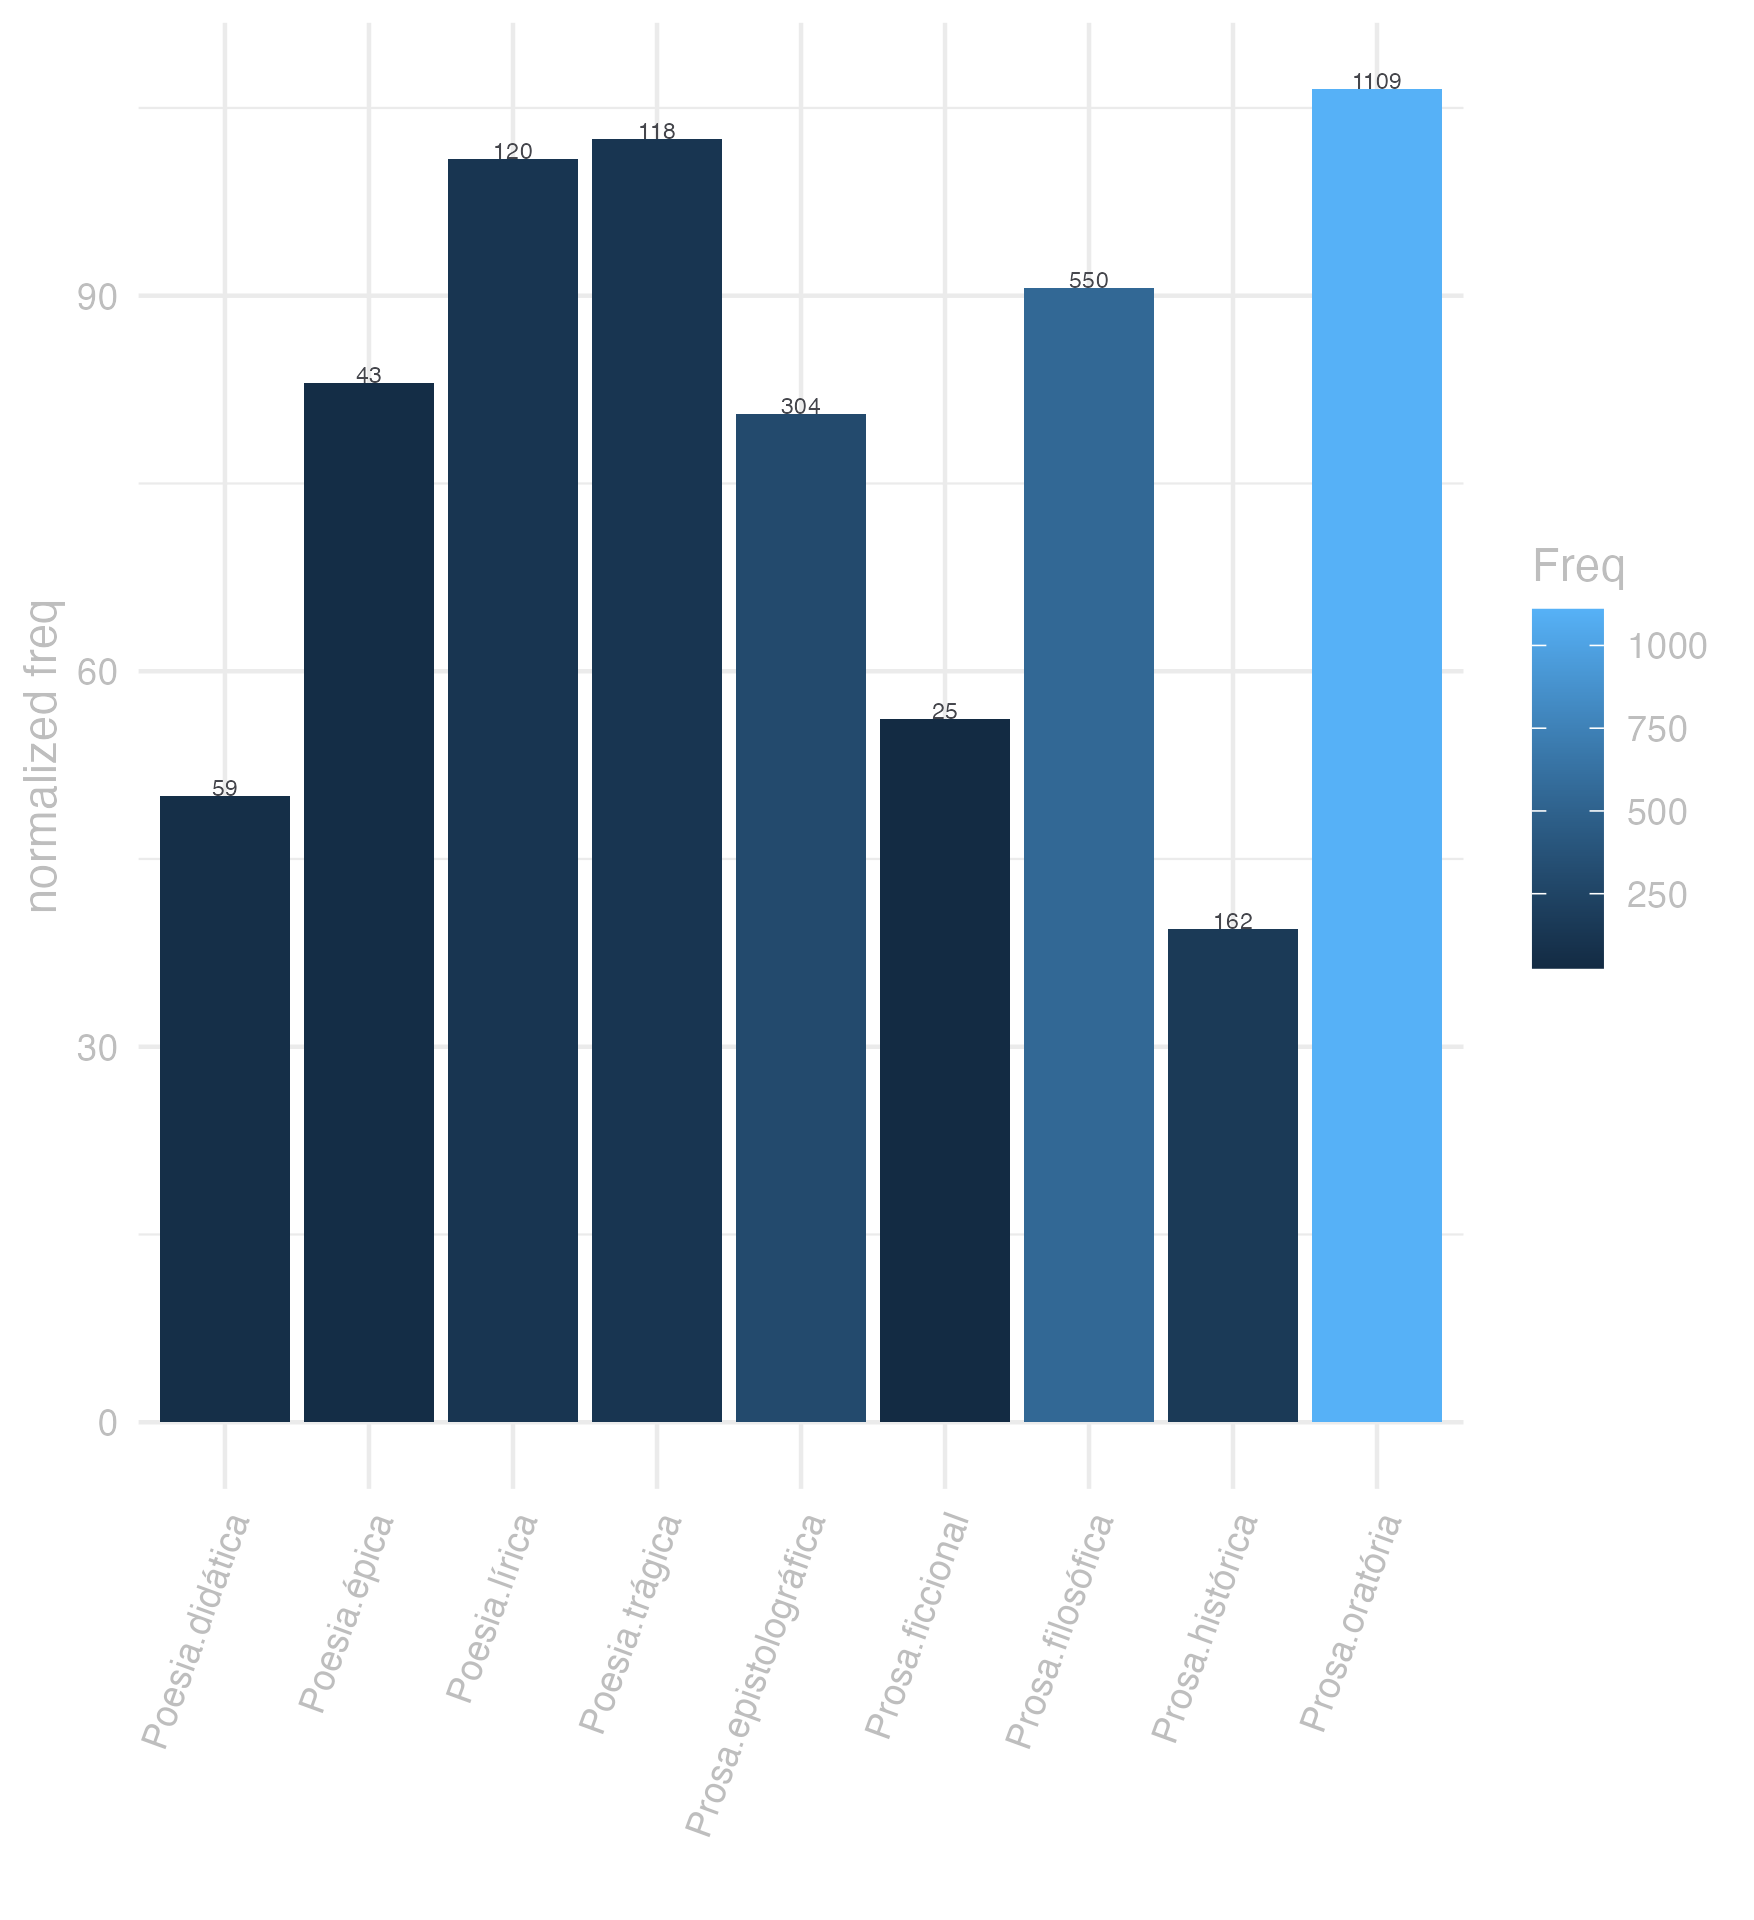 1109
118
120
550
90
43
304
Freq
1000
normalized freq
60
750
25
59
500
250
162
30
0
Poesia.didática
Poesia.épica
Poesia.lírica
Poesia.trágica
Prosa.epistolográfica
Prosa.ficcional
Prosa.filosófica
Prosa.histórica
Prosa.oratória